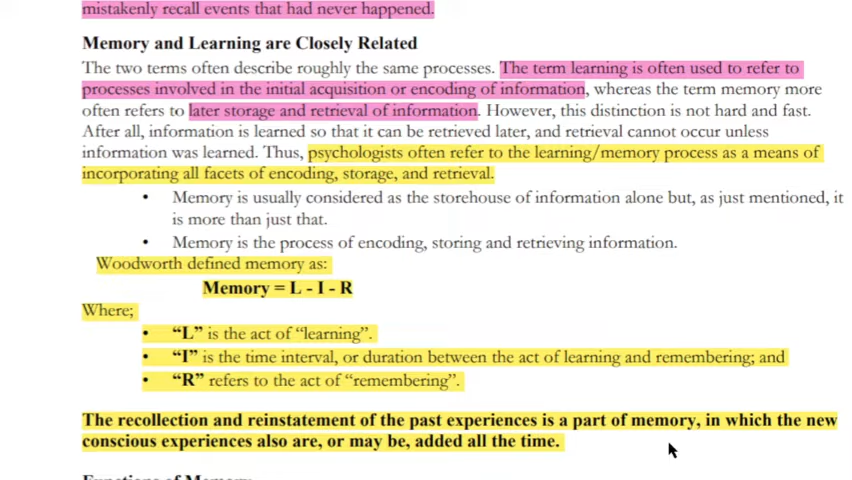 mistakenly recall events that had never happened.
Memory and Learning are Closely Related
The two terms often describe roughly the same processes. The term learning is often used to refer to
processes involved in the initial acquisition or encoding of information, whereas the term memory more
often refers to later storage and retrieval of information. However, this distinction is not hard and fast.
After all, information is learned so that it can be retrieved later, and retrieval cannot occur unless
information was learned. Thus, psychologists often refer to the learning/memory process as a means of
incorporating all facets of encoding, storage, and retrieval.
• Memory is usually considered as the storehouse of information alone but, as just mentioned, it
is more than just that.
• Memory is the process of encoding, storing and retrieving information.
Woodworth defined memory as:
Memory = L - I - R
Where;
• “L” is the act of “learning”.
• “I” is the time interval, or duration between the act of learning and remembering; and
• “R” refers to the act of “remembering”.
The recollection and reinstatement of the past experiences is a part of memory, in which the new
conscious experiences also are, or may be, added all the time.
Functions of Memory